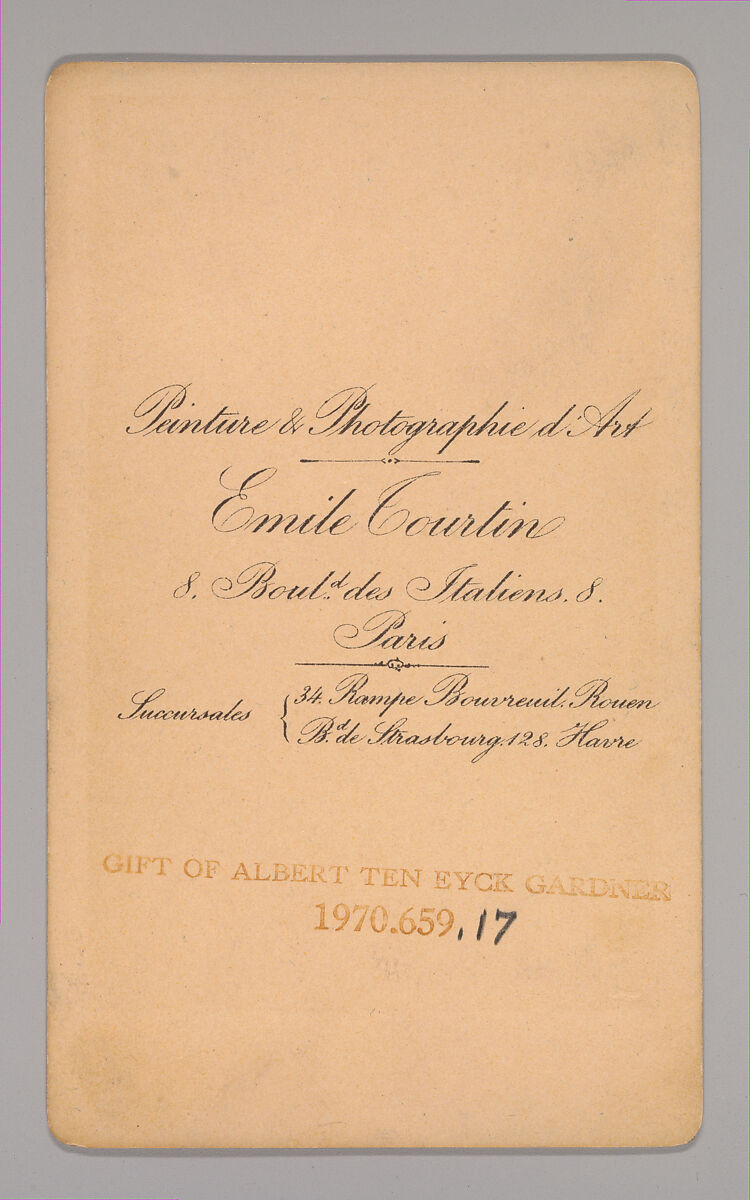 Peinture & Photographie d'Art
Emile Tourtin
8. Boul.d des Italiens. 8.
Paris
Succursales { 34. Rampe Bouvreuil. Rouen
B.d de Strasbourg. 128. Havre
GIFT OF ALBERT TEN EYCK GARDNER
1970.659.17